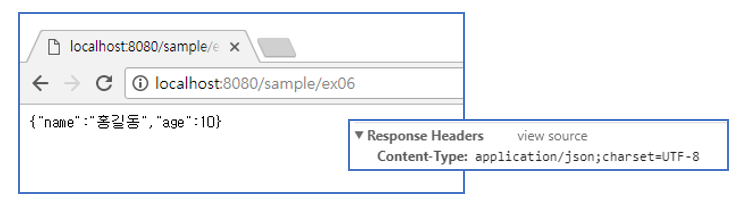 localhost:8080/sample/e
localhost:8080/sample/ex06
{"name":"홍길동","age":10}
Response Headers view source
Content-Type: application/json;charset=UTF-8